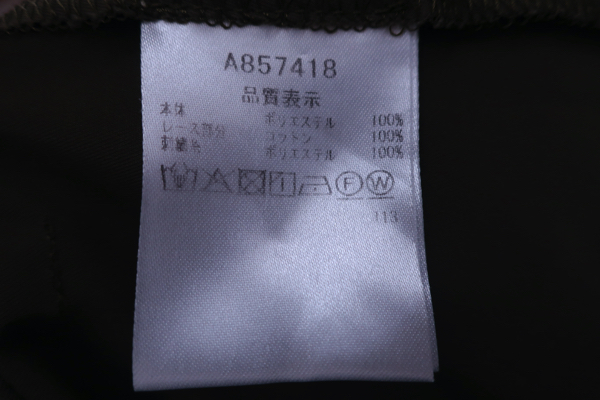 A857418
品質表示
本体 ポリエステル 100%
レース部分 コットン 100%
刺繍糸 ポリエステル 100%
F W
113